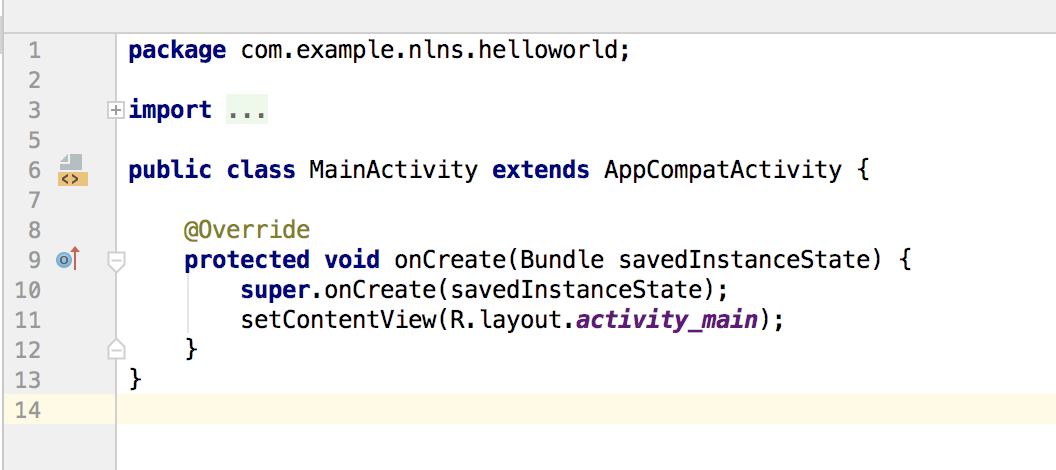 1 package com.example.nlns.helloworld;
2
3 import ...
5
6 public class MainActivity extends AppCompatActivity {
7
8 @Override
9 protected void onCreate(Bundle savedInstanceState) {
10 super.onCreate(savedInstanceState);
11 setContentView(R.layout.activity_main);
12 }
13 }
14